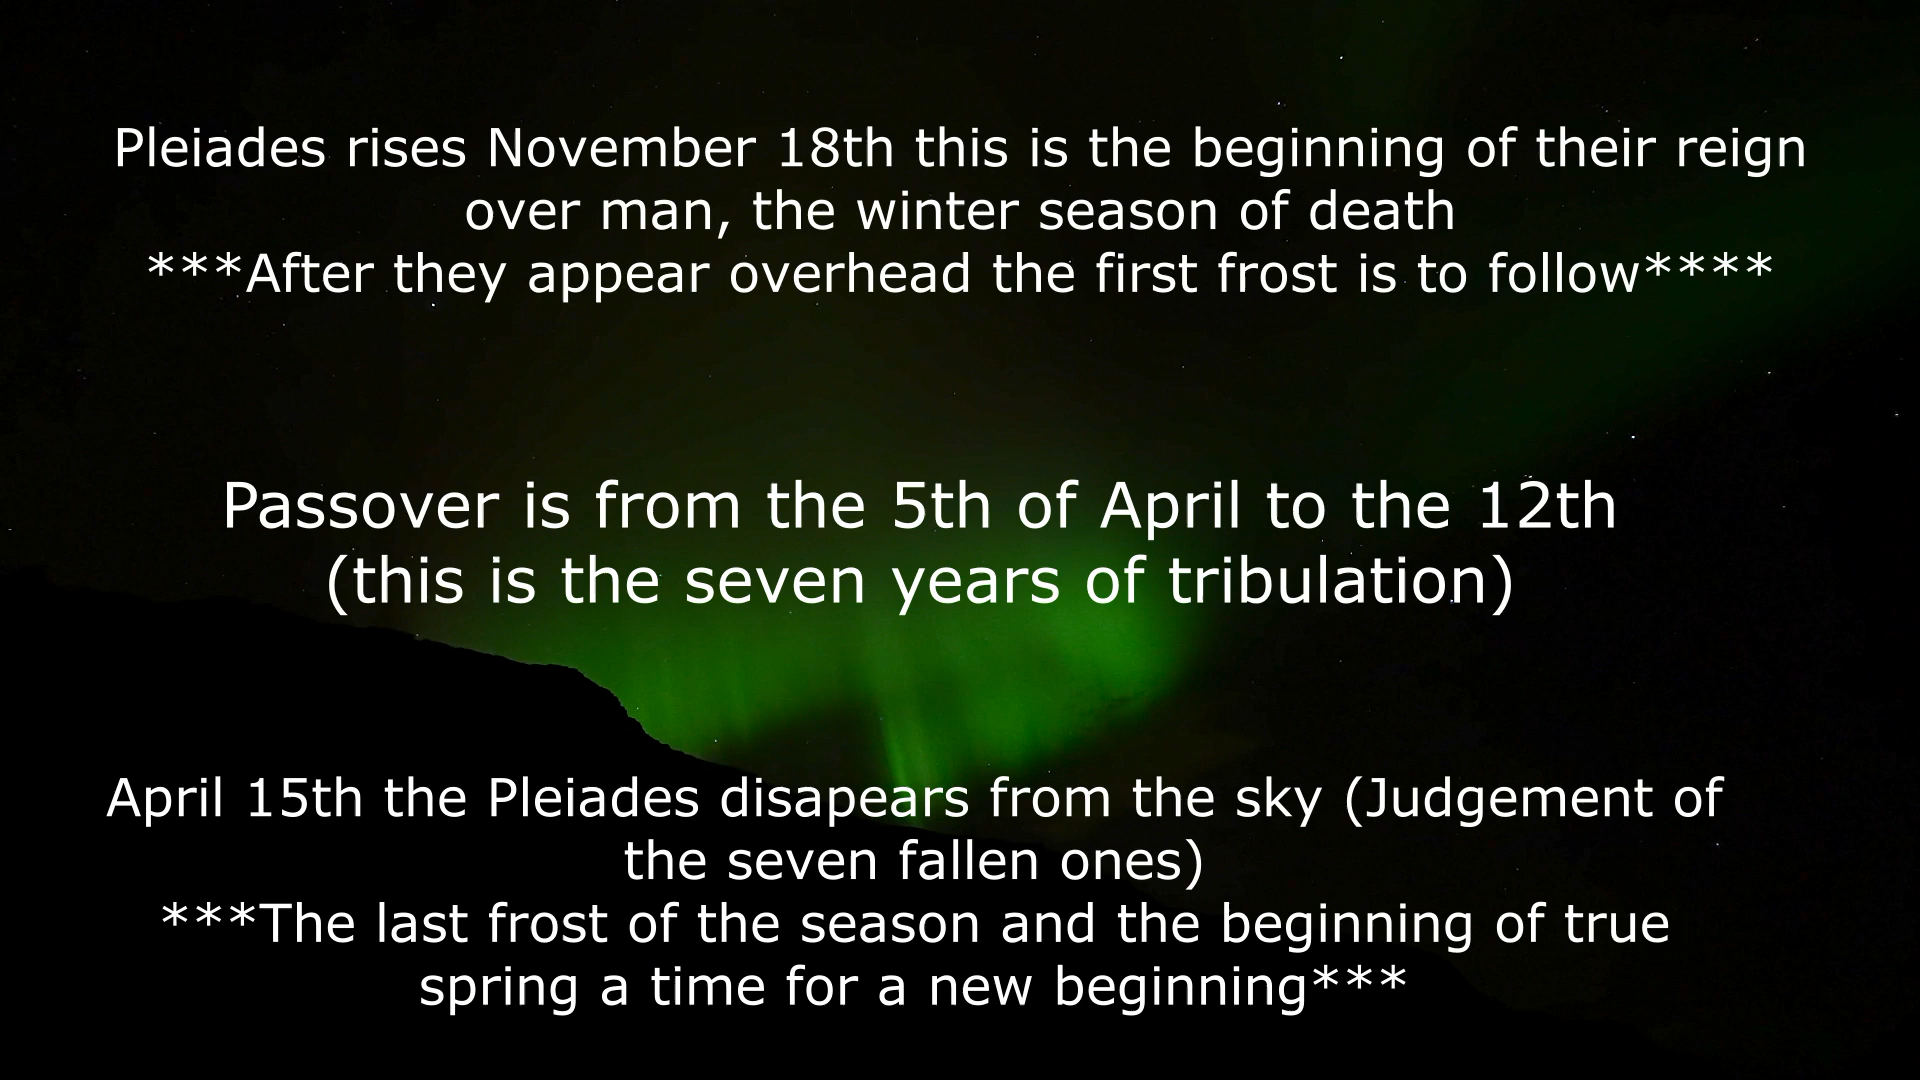 Pleiades rises November 18th this is the beginning of their reign
over man, the winter season of death
***After they appear overhead the first frost is to follow****
Passover is from the 5th of April to the 12th
(this is the seven years of tribulation)
April 15th the Pleiades disapears from the sky (Judgement of
the seven fallen ones)
***The last frost of the season and the beginning of true
spring a time for a new beginning***